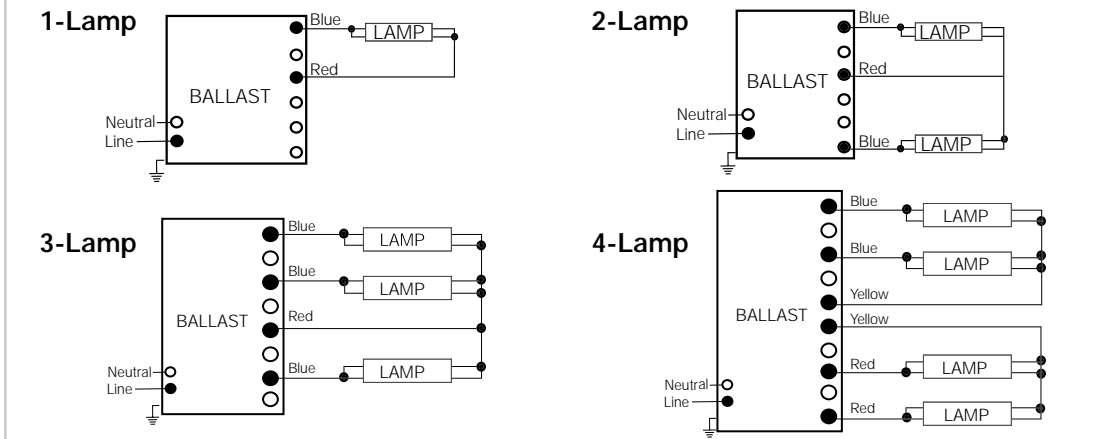 1-Lamp
Blue
LAMP
Red
BALLAST
Neutral
Line
2-Lamp
Blue
LAMP
Red
BALLAST
Neutral
Line
Blue
LAMP
3-Lamp
Blue
LAMP
Blue
LAMP
BALLAST
Red
Neutral
Line
Blue
LAMP
4-Lamp
Blue
LAMP
Blue
LAMP
Yellow
BALLAST
Yellow
Red
LAMP
Neutral
Line
Red
LAMP